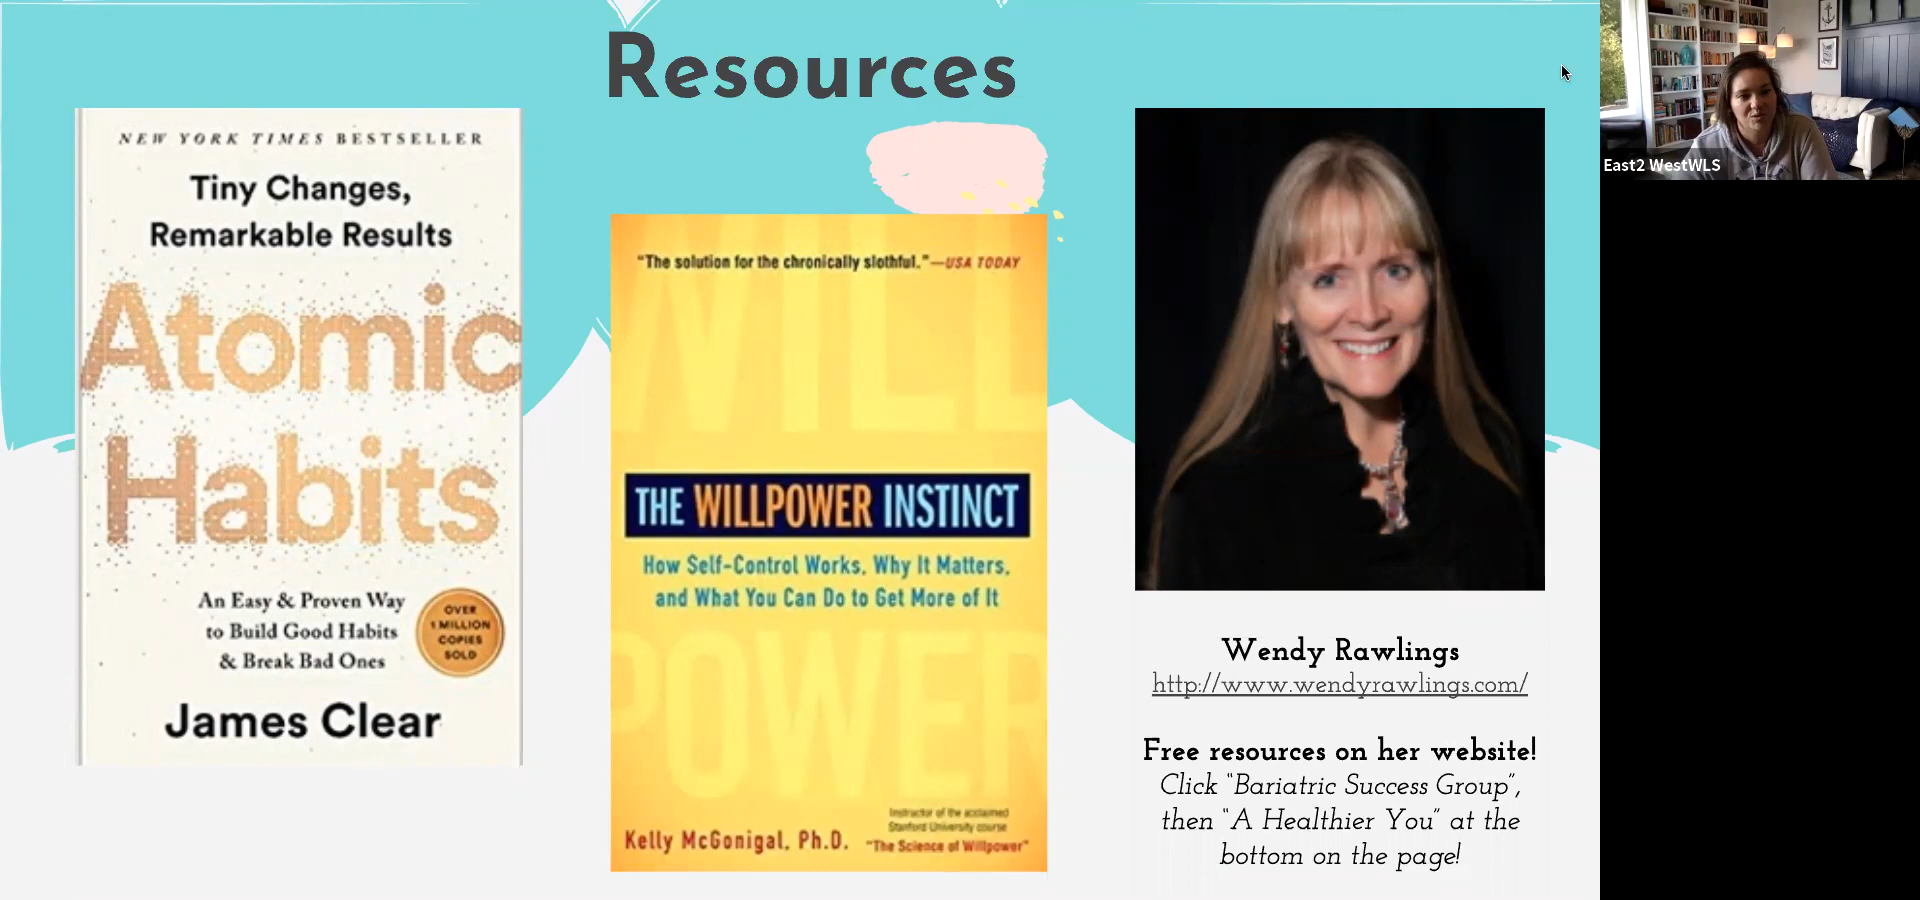 Resources
NEW YORK TIMES BESTSELLER
Tiny Changes,
Remarkable Results
Atomic
Habits
An Easy & Proven Way
to Build Good Habits
& Break Bad Ones
OVER
1 MILLION
COPIES
SOLD
James Clear
"The solution for the chronically slothful."—USA TODAY
WILL
THE WILLPOWER INSTINCT
How Self-Control Works, Why It Matters,
and What You Can Do to Get More of It
POWER
Instructor of the acclaimed
Stanford University course
Kelly McGonigal, Ph.D. "The Science of Willpower"
Wendy Rawlings
http://www.wendyrawlings.com/
Free resources on her website!
Click "Bariatric Success Group",
then "A Healthier You" at the
bottom on the page!
East2 WestWLS